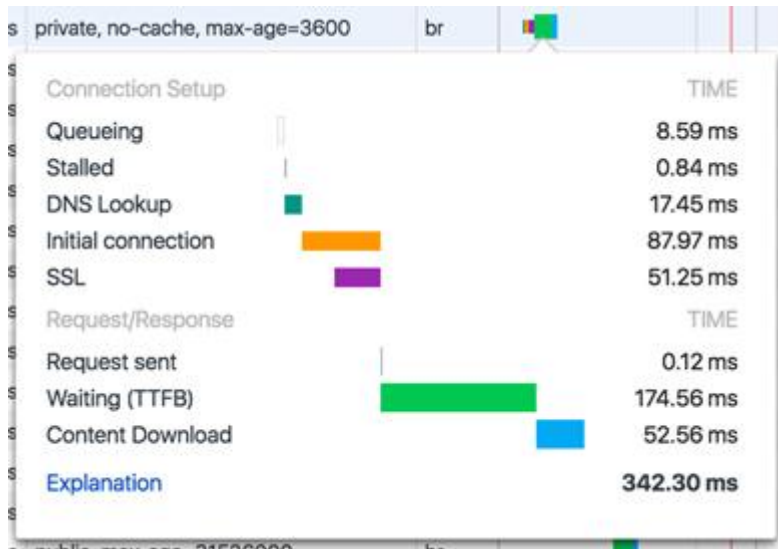 s private, no-cache, max-age=3600 br
Connection Setup TIME
Queueing 8.59 ms
Stalled 0.84 ms
DNS Lookup 17.45 ms
Initial connection 87.97 ms
SSL 51.25 ms
Request/Response TIME
Request sent 0.12 ms
Waiting (TTFB) 174.56 ms
Content Download 52.56 ms
Explanation 342.30 ms